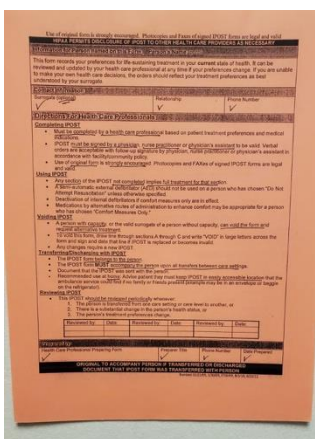 Use of original form is strongly encouraged. Photocopies and Faxes of signed IPOST forms are legal and valid
HIPAA PERMITS DISCLOSURE OF IPOST TO OTHER HEALTH CARE PROVIDERS AS NECESSARY
This form records your preferences for life-sustaining treatment in your current state of health. It can be
reviewed and updated by your health care professional at any time if your preferences change. If you are unable
to make your own health care decisions, the orders should reflect your treatment preferences as best
understood by your surrogate.
Contact Information
Surrogate (optional) Relationship Phone Number
Directions for Health Care Professionals
Completing IPOST
• Must be completed by a health care professional based on patient treatment preferences and medical
indications.
• IPOST must be signed by a physician, nurse practitioner or physician's assistant to be valid. Verbal
orders are acceptable with follow-up signature by physician, nurse practitioner or physician's assistant in
accordance with facility/community policy.
• Use of original form is strongly encouraged. Photocopies and FAXes of signed IPOST forms are legal
and valid
Using IPOST
• Any section of the IPOST not completed implies full treatment for that section.
• A semi-automatic external defibrillator (AED) should not be used on a person who has chosen "Do Not
Attempt Resuscitation" unless otherwise specified.
• Deactivation of internal defibrillators if comfort measures only are in effect.
• Medications by alternative routes of administration to enhance comfort may be appropriate for a person
who has chosen "Comfort Measures Only."
Voiding IPOST
• A person with capacity, or the valid surrogate of a person without capacity, can void the form and
request alternative treatment.
• To void this form, draw line through sections A through C and write "VOID" in large letters across the
form and sign and date that line if IPOST is replaced or becomes invalid.
• Any changes require a new IPOST.
Transferring/Discharging with IPOST
• The IPOST form belongs to the person.
• The IPOST form MUST accompany the person upon all transfers between care settings.
• Document that the IPOST was sent with the person.
• Recommended use at home: Advise patient they must keep IPOST in easily accessible location that the
ambulance service could find
on the refrigerator).
Reviewing IPOST
• This IPOST should be reviewed periodically whenever:
1. The person is transferred from one care setting or care level to another, or
2. There is a substantial change in the person's health status, or
3. The person's treatment preferences change.
Reviewed by: Date Reviewed by: Date Reviewed by: Date
Health Care Professional Preparing Form Preparer Title Phone Number Date Prepared
ORIGINAL TO ACCOMPANY PERSON IF TRANSFERRED OR DISCHARGED
DOCUMENT THAT IPOST FORM WAS TRANSFERRED WITH PERSON